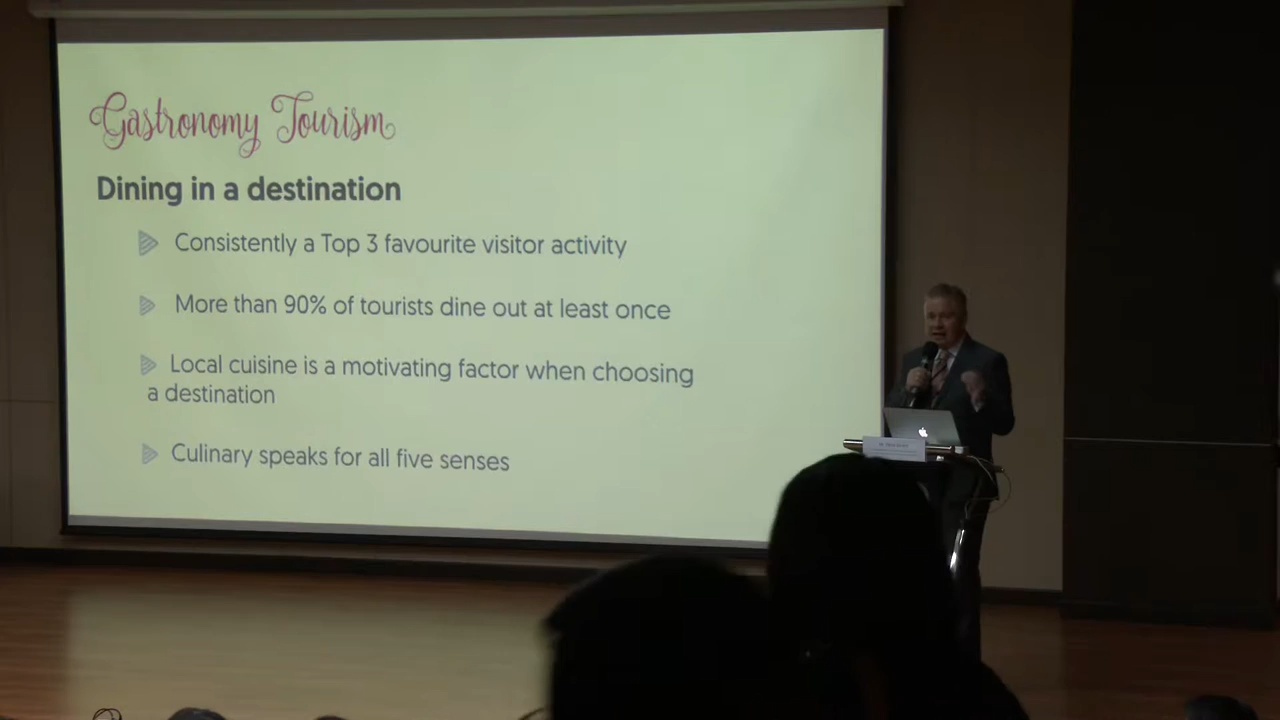 Gastronomy Tourism
Dining in a destination
Consistently a Top 3 favourite visitor activity
More than 90% of tourists dine out at least once
Local cuisine is a motivating factor when choosing
a destination
Culinary speaks for all five senses